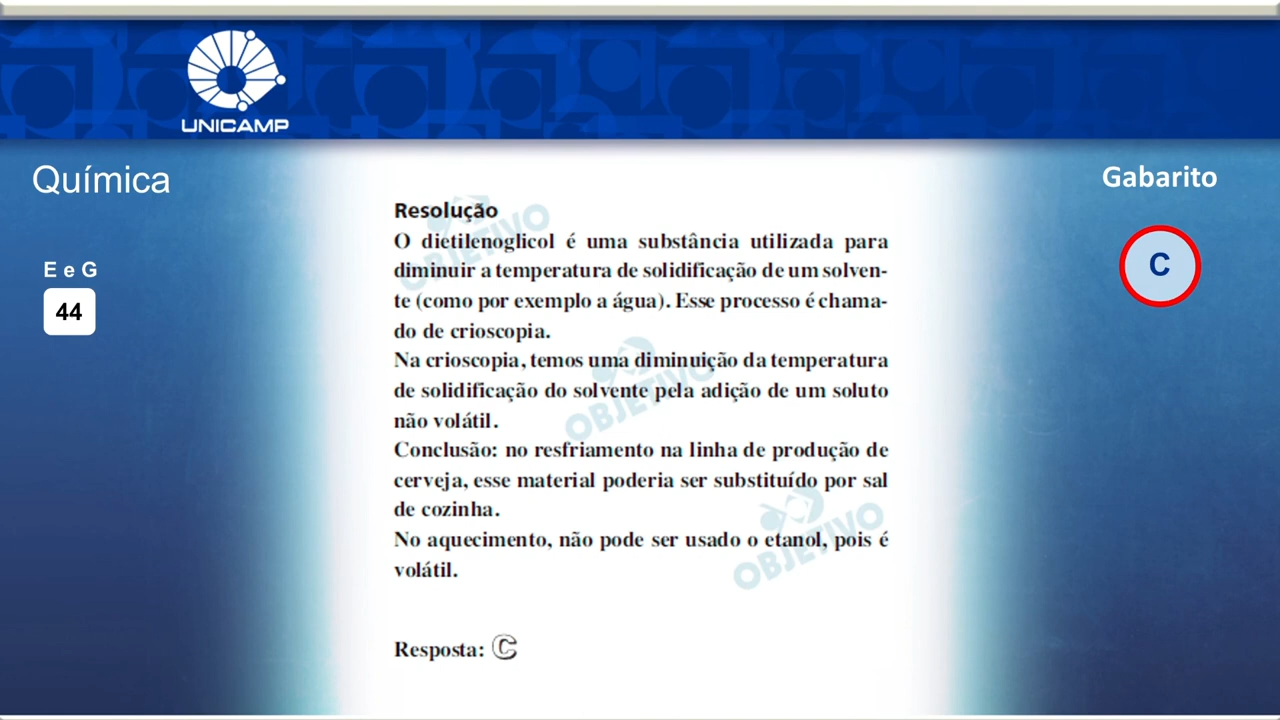 UNICAMP
Química
Gabarito
E e G
44
C
Resolução
O dietilenoglicol é uma substância utilizada para
diminuir a temperatura de solidificação de um solven-
te (como por exemplo a água). Esse processo é chama-
do de crioscopia.
Na crioscopia, temos uma diminuição da temperatura
de solidificação do solvente pela adição de um soluto
não volátil.
Conclusão: no resfriamento na linha de produção de
cerveja, esse material poderia ser substituído por sal
de cozinha.
No aquecimento, não pode ser usado o etanol, pois é
volátil.
Resposta: C
OBJETIVO
OBJETIVO
OBJETIVO